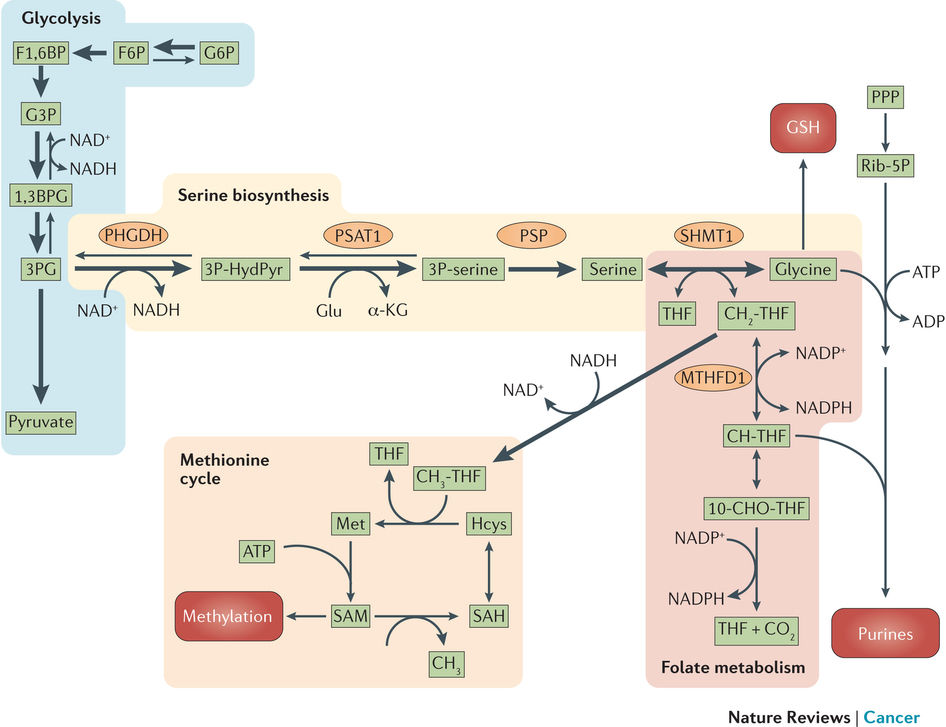 Glycolysis
F1,6BP
F6P
G6P
G3P
NAD⁺
NADH
1,3BPG
3PG
Pyruvate
Serine biosynthesis
PHGDH
PSAT1
PSP
SHMT1
3P-HydPyr
3P-serine
Serine
Glycine
NAD⁺
NADH
Glu
α-KG
THF
CH₂-THF
GSH
PPP
Rib-5P
ATP
ADP
NADH
NAD⁺
MTHFD1
NADP⁺
NADPH
CH-THF
10-CHO-THF
NADP⁺
NADPH
THF + CO₂
Folate metabolism
Purines
Methionine
cycle
THF
CH₃-THF
Met
Hcys
ATP
Methylation
SAM
SAH
CH₃
Nature Reviews | Cancer